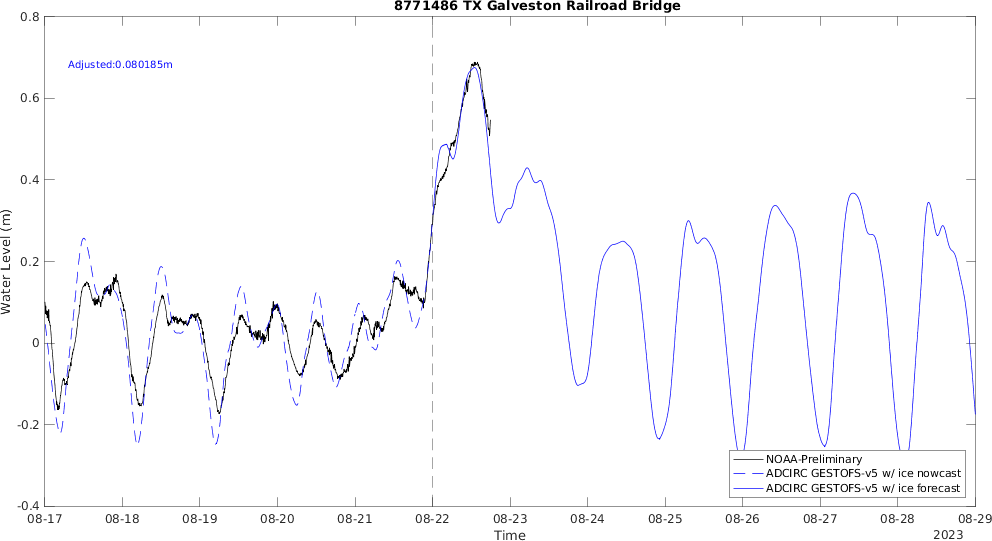 8771486 TX Galveston Railroad Bridge
Adjusted:0.080185m
0.8
0.6
0.4
0.2
0
-0.2
-0.4
Water Level (m)
NOAA-Preliminary
ADCIRC GESTOFS-v5 w/ ice nowcast
ADCIRC GESTOFS-v5 w/ ice forecast
08-17 08-18 08-19 08-20 08-21 08-22 08-23 08-24 08-25 08-26 08-27 08-28 08-29
Time
2023